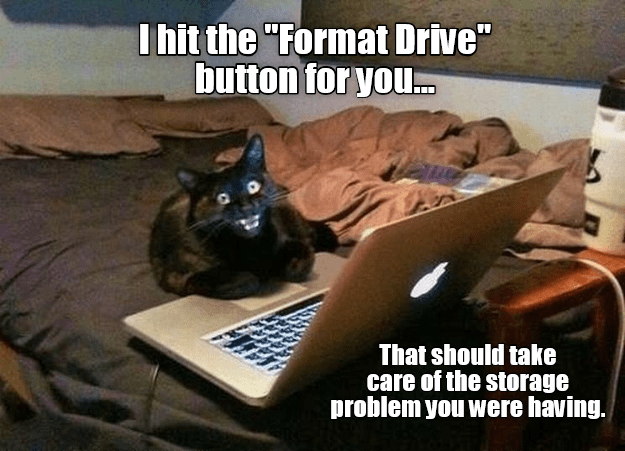 I hit the "Format Drive"
button for you...
That should take
care of the storage
problem you were having.